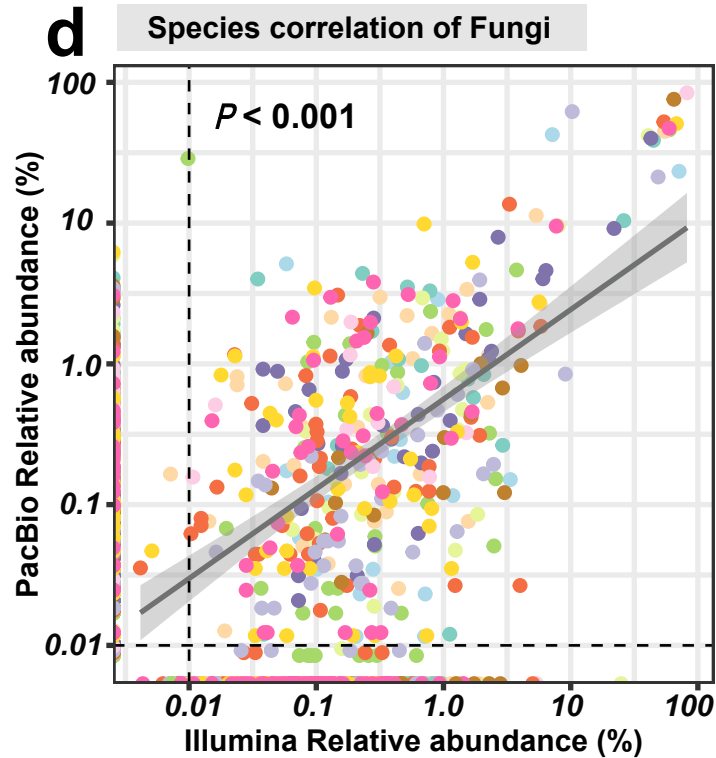 d
Species correlation of Fungi
P < 0.001
PacBio Relative abundance (%)
100
10
1.0
0.1
0.01
0.01
0.1
1.0
10
100
Illumina Relative abundance (%)